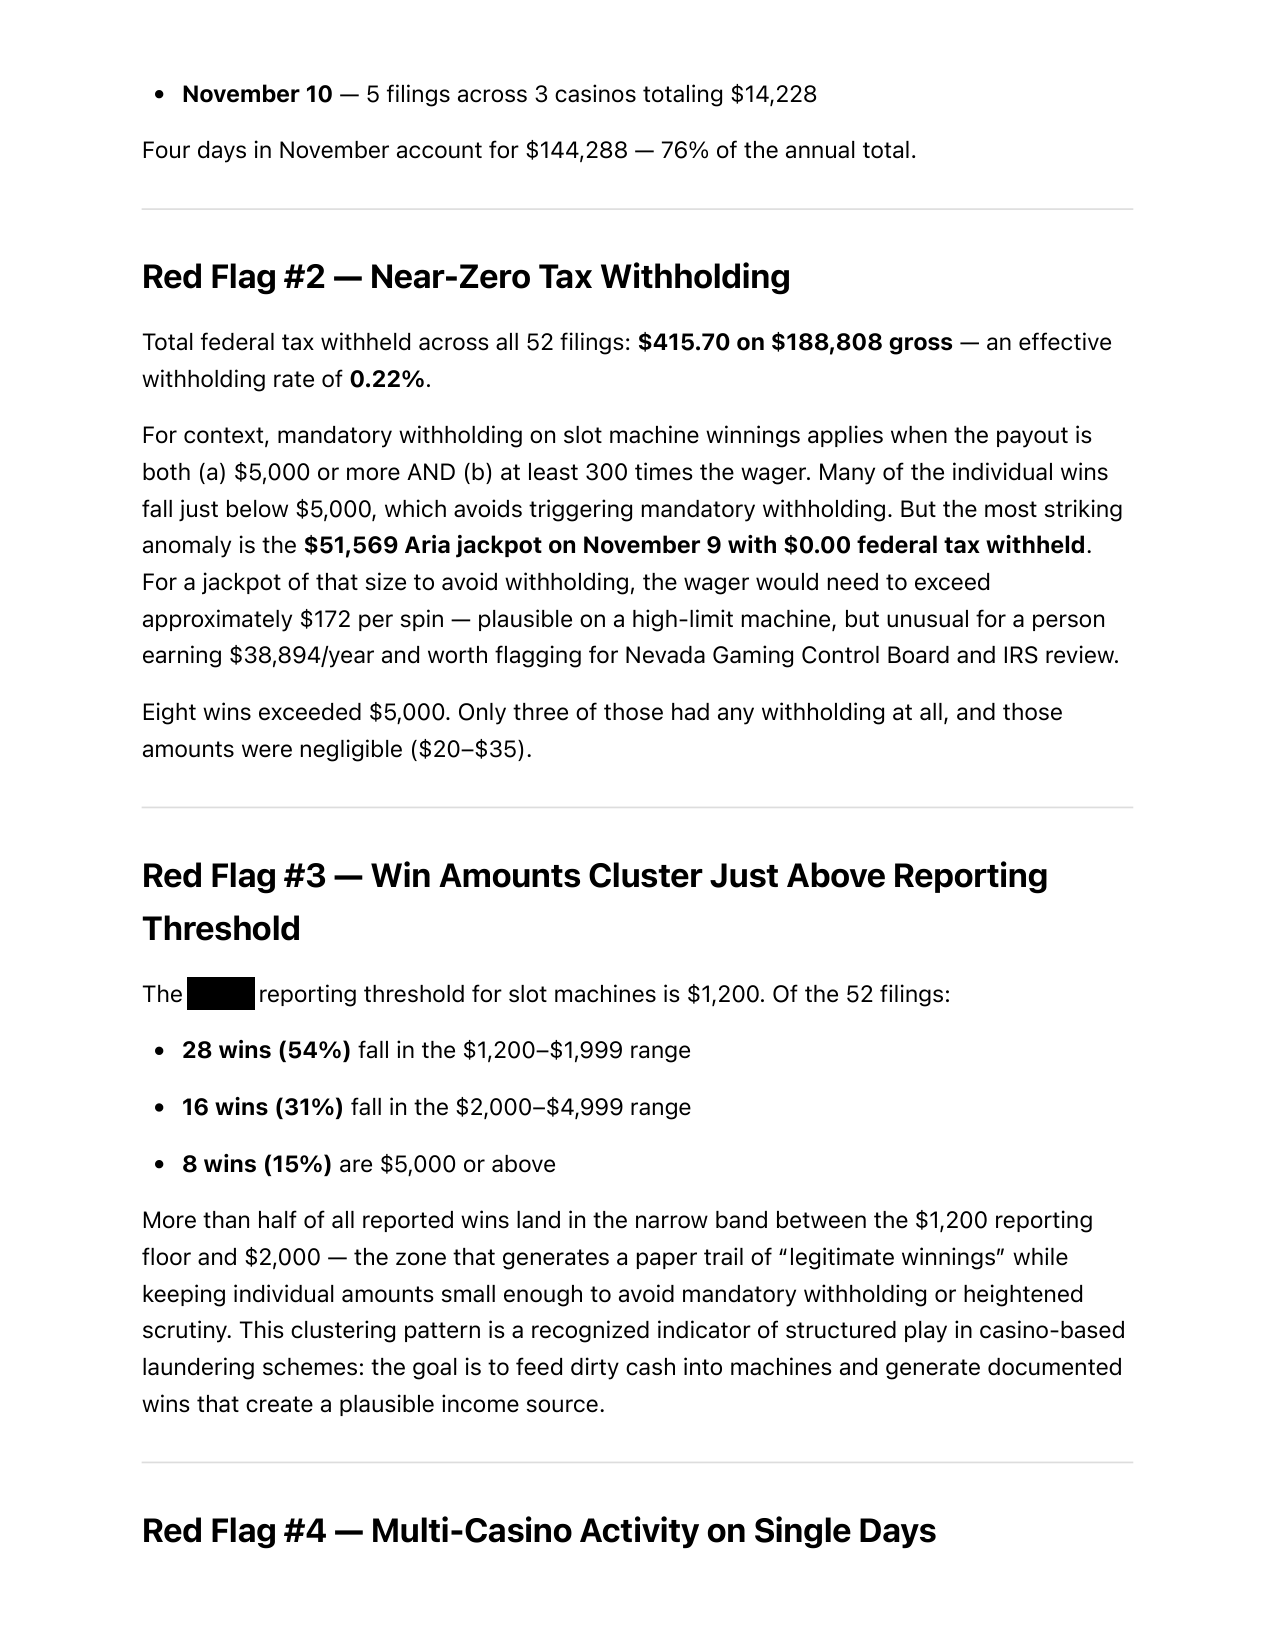 • November 10 — 5 filings across 3 casinos totaling $14,228
Four days in November account for $144,288 — 76% of the annual total.
Red Flag #2 — Near-Zero Tax Withholding
Total federal tax withheld across all 52 filings: $415.70 on $188,808 gross — an effective
withholding rate of 0.22%.
For context, mandatory withholding on slot machine winnings applies when the payout is
both (a) $5,000 or more AND (b) at least 300 times the wager. Many of the individual wins
fall just below $5,000, which avoids triggering mandatory withholding. But the most striking
anomaly is the $51,569 Aria jackpot on November 9 with $0.00 federal tax withheld.
For a jackpot of that size to avoid withholding, the wager would need to exceed
approximately $172 per spin — plausible on a high-limit machine, but unusual for a person
earning $38,894/year and worth flagging for Nevada Gaming Control Board and IRS review.
Eight wins exceeded $5,000. Only three of those had any withholding at all, and those
amounts were negligible ($20–$35).
Red Flag #3 — Win Amounts Cluster Just Above Reporting
Threshold
The reporting threshold for slot machines is $1,200. Of the 52 filings:
• 28 wins (54%) fall in the $1,200–$1,999 range
• 16 wins (31%) fall in the $2,000–$4,999 range
• 8 wins (15%) are $5,000 or above
More than half of all reported wins land in the narrow band between the $1,200 reporting
floor and $2,000 — the zone that generates a paper trail of “legitimate winnings” while
keeping individual amounts small enough to avoid mandatory withholding or heightened
scrutiny. This clustering pattern is a recognized indicator of structured play in casino-based
laundering schemes: the goal is to feed dirty cash into machines and generate documented
wins that create a plausible income source.
Red Flag #4 — Multi-Casino Activity on Single Days